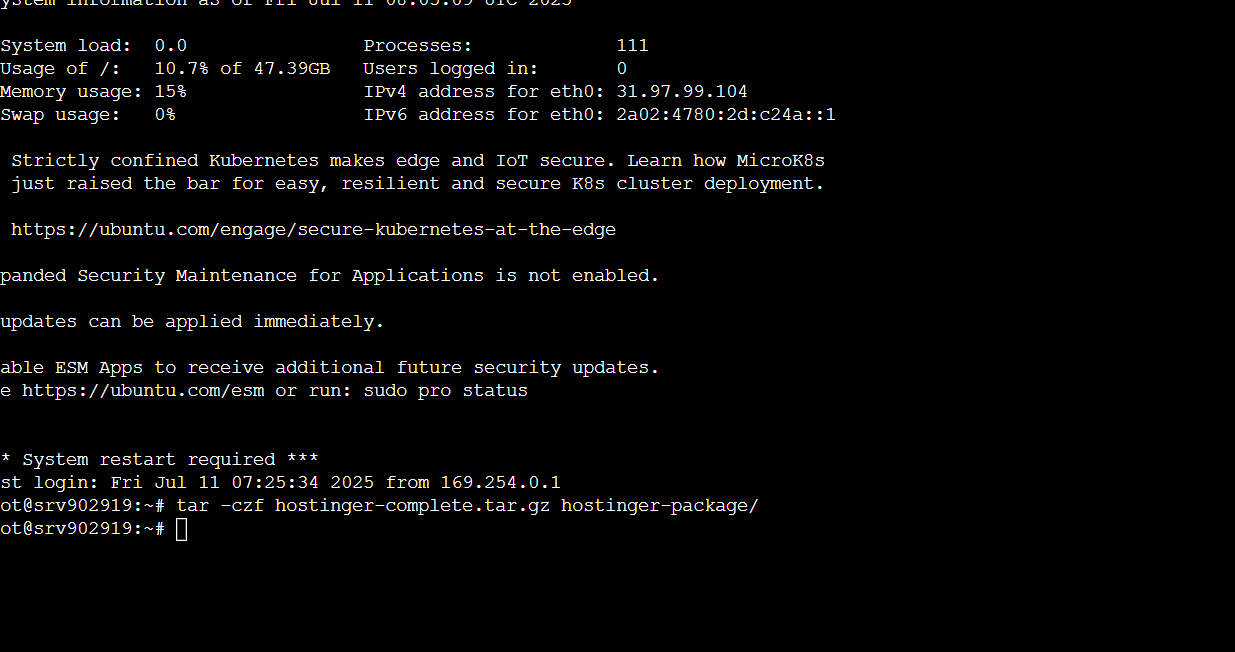 ystem information as of Fri Jul 11 08:05:09 UTC 2025
System load: 0.0 Processes: 111
Usage of /: 10.7% of 47.39GB Users logged in: 0
Memory usage: 15% IPv4 address for eth0: 31.97.99.104
Swap usage: 0% IPv6 address for eth0: 2a02:4780:2d:c24a::1
Strictly confined Kubernetes makes edge and IoT secure. Learn how MicroK8s
just raised the bar for easy, resilient and secure K8s cluster deployment.
https://ubuntu.com/engage/secure-kubernetes-at-the-edge
panded Security Maintenance for Applications is not enabled.
updates can be applied immediately.
able ESM Apps to receive additional future security updates.
e https://ubuntu.com/esm or run: sudo pro status
* System restart required ***
st login: Fri Jul 11 07:25:34 2025 from 169.254.0.1
ot@srv902919:~# tar -czf hostinger-complete.tar.gz hostinger-package/
ot@srv902919:~#